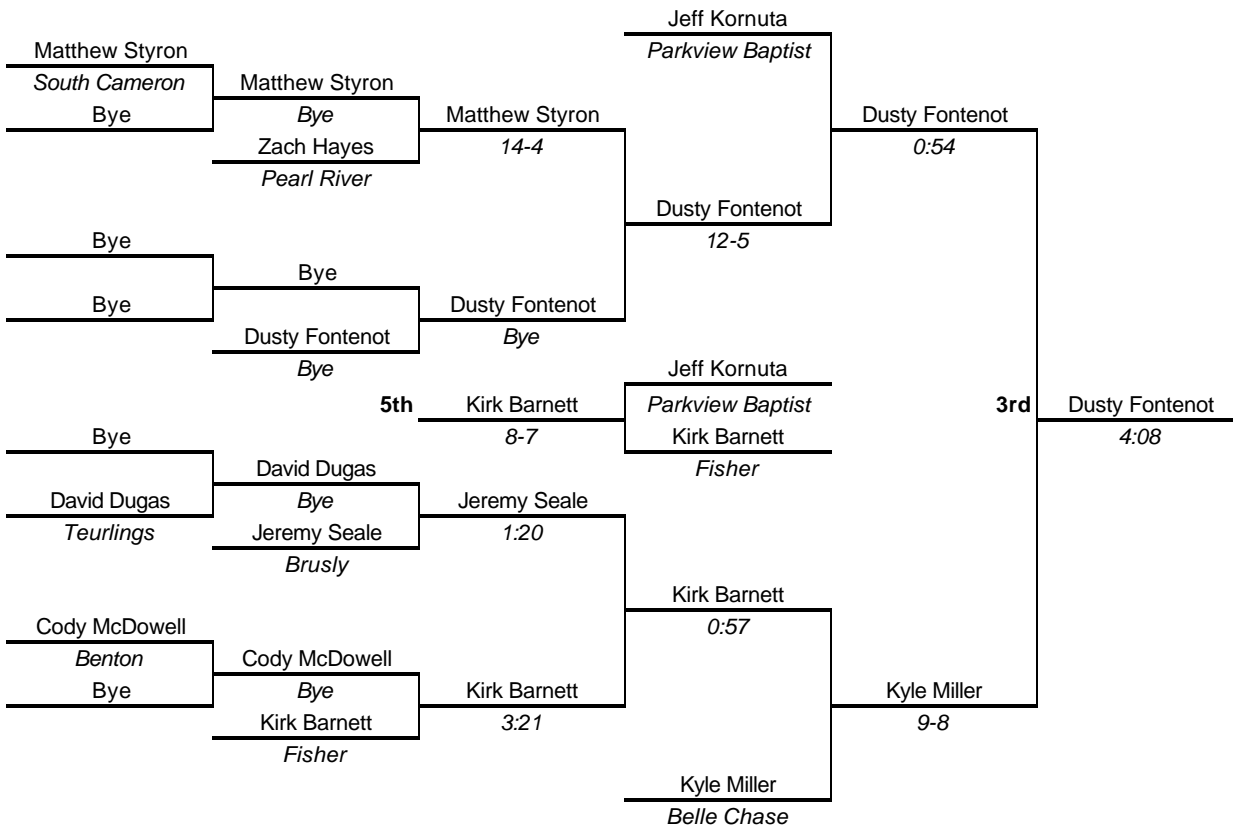 Jeff Kornuta
Parkview Baptist
Matthew Styron
South Cameron
Bye
Matthew Styron
Bye
Zach Hayes
Pearl River
Matthew Styron
14-4
Dusty Fontenot
0:54
Dusty Fontenot
12-5
Bye
Bye
Bye
Dusty Fontenot
Bye
Dusty Fontenot
Bye
Jeff Kornuta
Parkview Baptist
Kirk Barnett
Fisher
5th
Kirk Barnett
8-7
3rd
Dusty Fontenot
4:08
Bye
David Dugas
Teurlings
David Dugas
Bye
Jeremy Seale
Brusly
Jeremy Seale
1:20
Kirk Barnett
0:57
Cody McDowell
Benton
Bye
Cody McDowell
Bye
Kirk Barnett
Fisher
Kirk Barnett
3:21
Kyle Miller
9-8
Kyle Miller
Belle Chase